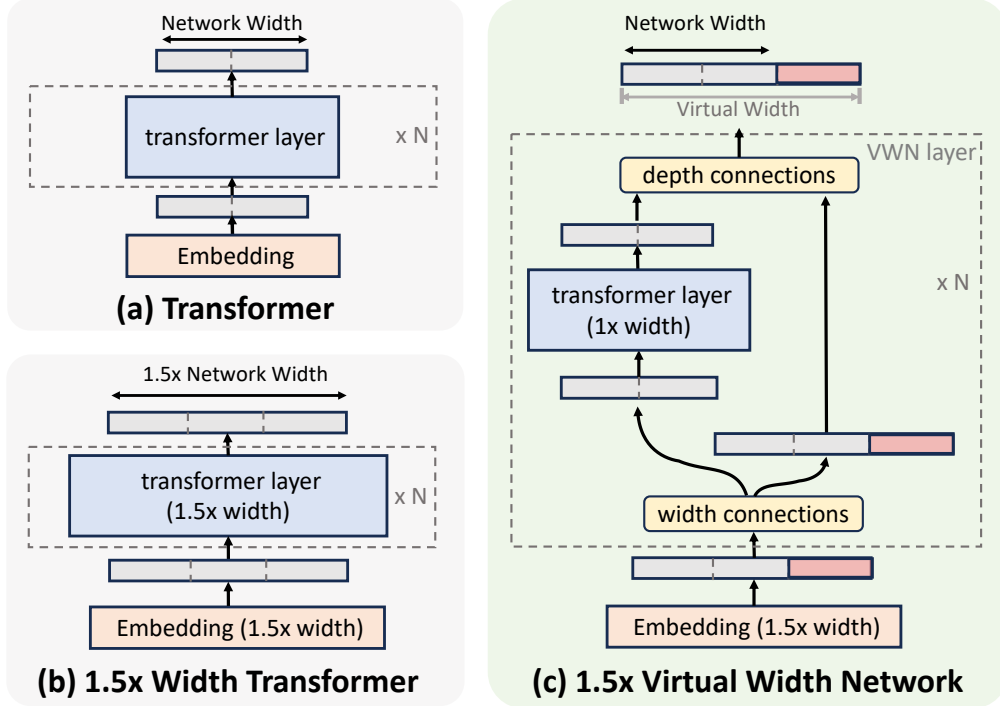 Network Width
transformer layer
x N
Embedding
(a) Transformer
1.5x Network Width
transformer layer
(1.5x width)
x N
Embedding (1.5x width)
(b) 1.5x Width Transformer
Network Width
Virtual Width
VWN layer
depth connections
transformer layer
(1x width)
x N
width connections
Embedding (1.5x width)
(c) 1.5x Virtual Width Network